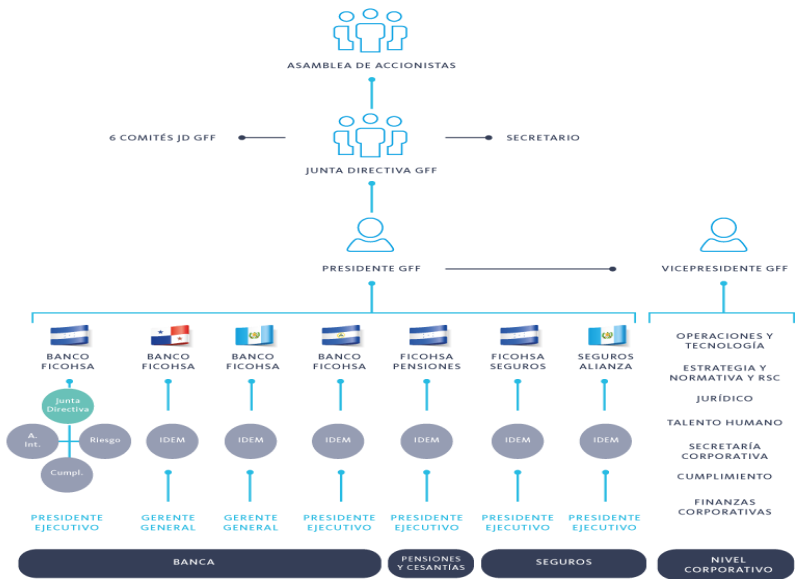 ASAMBLEA DE ACCIONISTAS
6 COMITÉS JD GFF
SECRETARIO
JUNTA DIRECTIVA GFF
PRESIDENTE GFF
VICEPRESIDENTE GFF
BANCO
FICOHSA
BANCO
FICOHSA
BANCO
FICOHSA
BANCO
FICOHSA
FICOHSA
PENSIONES
FICOHSA
SEGUROS
SEGUROS
ALIANZA
Junta
Directiva
A.
Int.
Riesgo
Cumpl.
IDEM
IDEM
IDEM
IDEM
IDEM
IDEM
PRESIDENTE
EJECUTIVO
GERENTE
GENERAL
GERENTE
GENERAL
PRESIDENTE
EJECUTIVO
PRESIDENTE
EJECUTIVO
PRESIDENTE
EJECUTIVO
PRESIDENTE
EJECUTIVO
OPERACIONES Y
TECNOLOGÍA
ESTRATEGIA Y
NORMATIVA Y RSC
JURÍDICO
TALENTO HUMANO
SECRETARÍA
CORPORATIVA
CUMPLIMIENTO
FINANZAS
CORPORATIVAS
BANCA
PENSIONES
Y CESANTÍAS
SEGUROS
NIVEL
CORPORATIVO